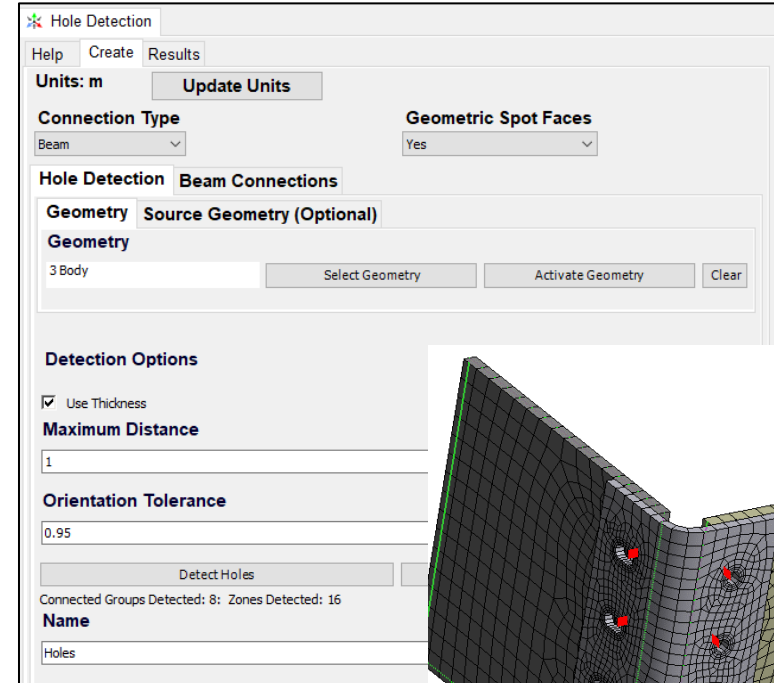 Hole Detection
Help Create Results
Units: m Update Units
Connection Type Geometric Spot Faces
Beam Yes
Hole Detection Beam Connections
Geometry Source Geometry (Optional)
Geometry
3 Body Select Geometry Activate Geometry Clear
Detection Options
Use Thickness
Maximum Distance
1
Orientation Tolerance
0.95
Detect Holes
Connected Groups Detected: 8: Zones Detected: 16
Name
Holes